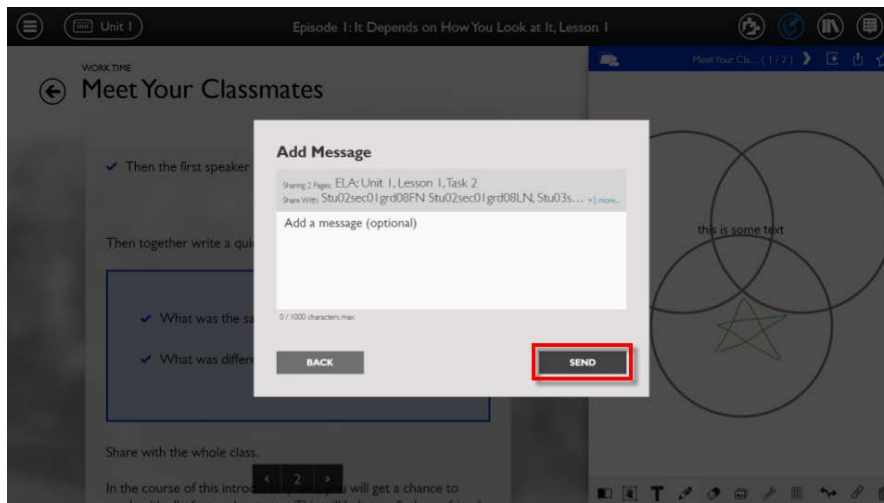 Unit 1
Episode 1: It Depends on How You Look at It, Lesson 1
WORK TIME
Meet Your Classmates
Meet Your Cla... ( 1 / 2 )
Then the first speaker
Then together write a qui
What was the sa
What was differe
Share with the whole class.
In the course of this introd
will get a chance to
2
Add Message
Sharing 2 Pages: ELA: Unit 1, Lesson 1, Task 2
Share With: Stu02sec01grd08FN Stu02sec01grd08LN, Stu03s... +2 more...
Add a message (optional)
0 / 1000 characters max
BACK
SEND
this is some text
T